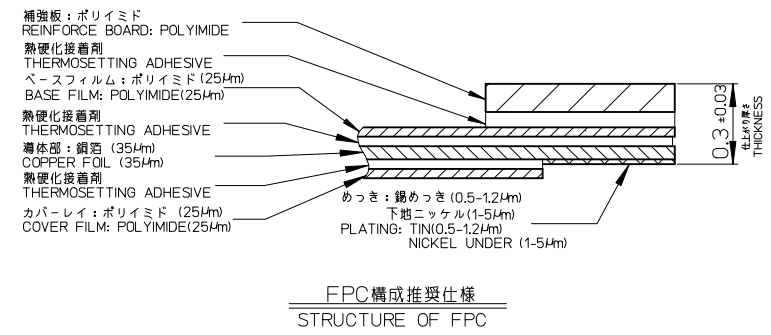 補強板：ポリイミド
REINFORCE BOARD: POLYIMIDE
熱硬化接着剤
THERMOSETTING ADHESIVE
ベースフィルム：ポリイミド(25μm)
BASE FILM: POLYIMIDE(25μm)
熱硬化接着剤
THERMOSETTING ADHESIVE
導体部：銅箔 (35μm)
COPPER FOIL (35μm)
熱硬化接着剤
THERMOSETTING ADHESIVE
カバーレイ：ポリイミド (25μm)
COVER FILM: POLYIMIDE(25μm)
めっき：錫めっき(0.5-1.2μm)
下地ニッケル(1-5μm)
PLATING: TIN(0.5-1.2μm)
NICKEL UNDER (1-5μm)
0.3 ±0.03
仕上がり厚さ
THICKNESS
FPC構成推奨仕様
STRUCTURE OF FPC